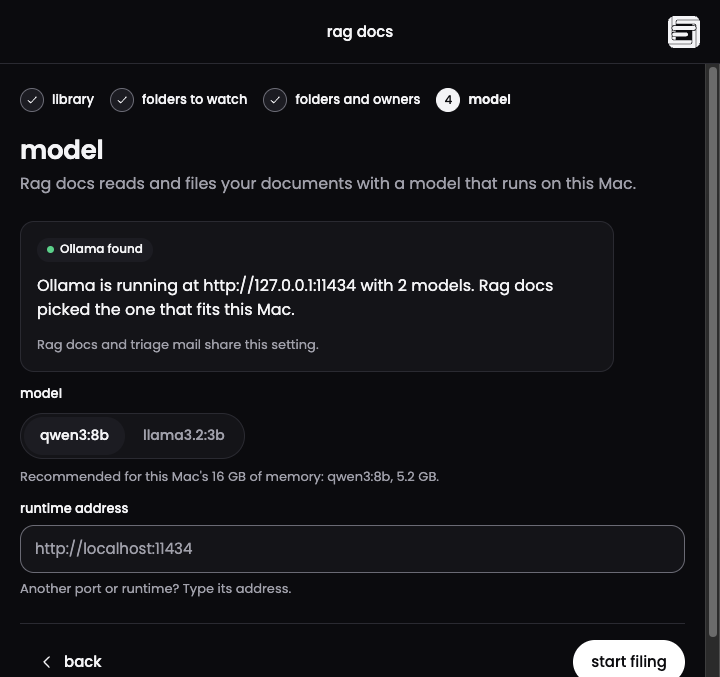 rag docs
library
folders to watch
folders and owners
4 model
model
Rag docs reads and files your documents with a model that runs on this Mac.
Ollama found
Ollama is running at http://127.0.0.1:11434 with 2 models. Rag docs
picked the one that fits this Mac.
Rag docs and triage mail share this setting.
model
qwen3:8b
llama3.2:3b
Recommended for this Mac's 16 GB of memory: qwen3:8b, 5.2 GB.
runtime address
http://localhost:11434
Another port or runtime? Type its address.
back
start filing